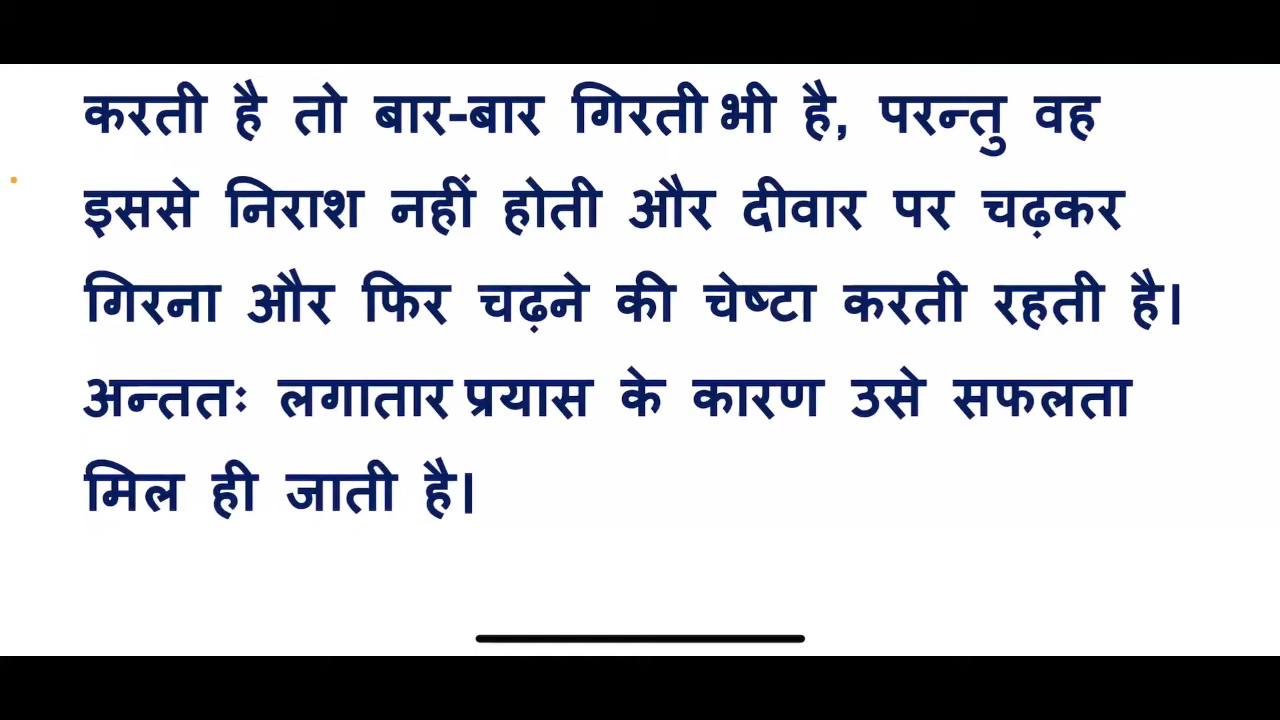 करती है तो बार-बार गिरती भी है, परन्तु वह
इससे निराश नहीं होती और दीवार पर चढ़कर
गिरना और फिर चढ़ने की चेष्टा करती रहती है।
अन्ततः लगातार प्रयास के कारण उसे सफलता
मिल ही जाती है।